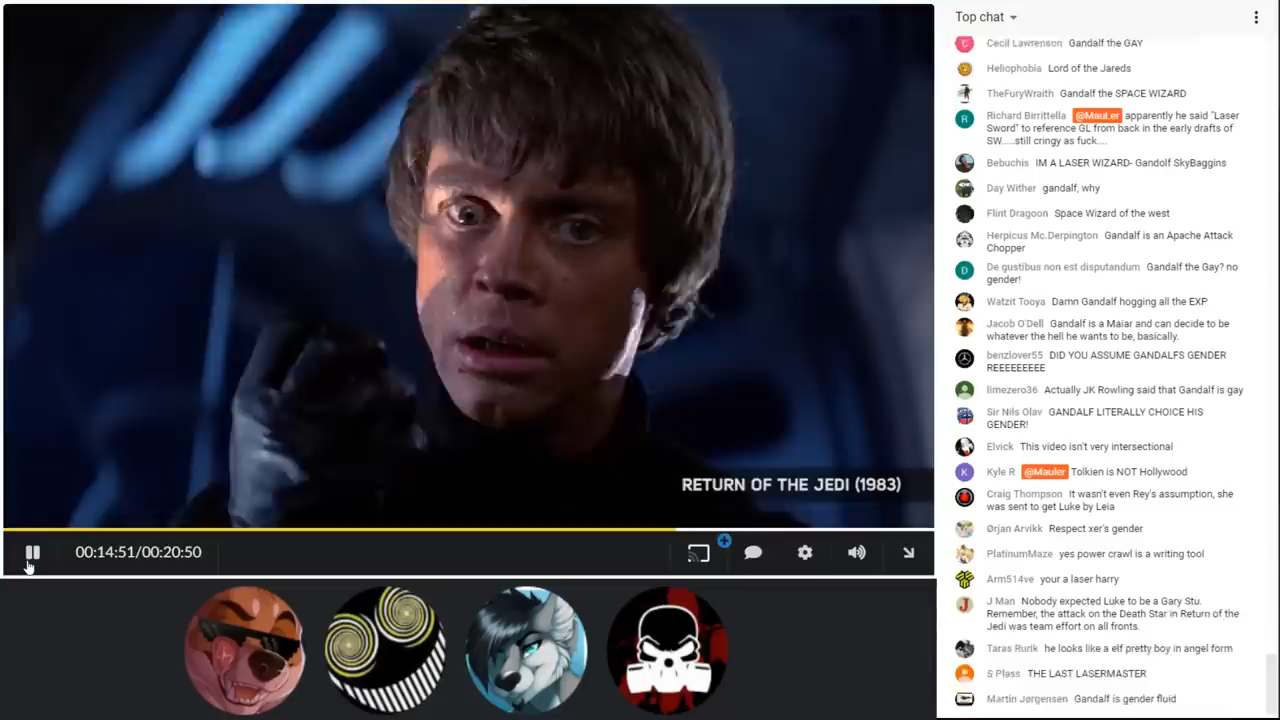 RETURN OF THE JEDI (1983)
00:14:51/00:20:50
Top chat
Cecil Lawrenson Gandalf the GAY
Heliophobia Lord of the Jareds
TheFuryWraith Gandalf the SPACE WIZARD
Richard Birrittella @MauLer apparently he said "Laser
Sword" to reference GL from back in the early drafts of
SW.....still cringy as fuck....
Bebuchis IM A LASER WIZARD- Gandolf SkyBaggins
Day Wither gandalf, why
Flint Dragoon Space Wizard of the west
Herpicus Mc.Derpington Gandalf is an Apache Attack
Chopper
De gustibus non est disputandum Gandalf the Gay? no
gender!
Watzit Tooya Damn Gandalf hogging all the EXP
Jacob O'Dell Gandalf is a Maiar and can decide to be
whatever the hell he wants to be, basically.
benzlover55 DID YOU ASSUME GANDALFS GENDER
REEEEEEEEE
limezero36 Actually JK Rowling said that Gandalf is gay
Sir Nils Olav GANDALF LITERALLY CHOICE HIS
GENDER!
Elvick This video isn't very intersectional
Kyle R @Mauler Tolkien is NOT Hollywood
Craig Thompson It wasn't even Rey's assumption, she
was sent to get Luke by Leia
Ørjan Arvikk Respect xer's gender
PlatinumMaze yes power crawl is a writing tool
Arm514ve your a laser harry
J Man Nobody expected Luke to be a Gary Stu.
Remember, the attack on the Death Star in Return of the
Jedi was team effort on all fronts.
Taras Rurik he looks like a elf pretty boy in angel form
S Plass THE LAST LASERMASTER
Martin Jørgensen Gandalf is gender fluid